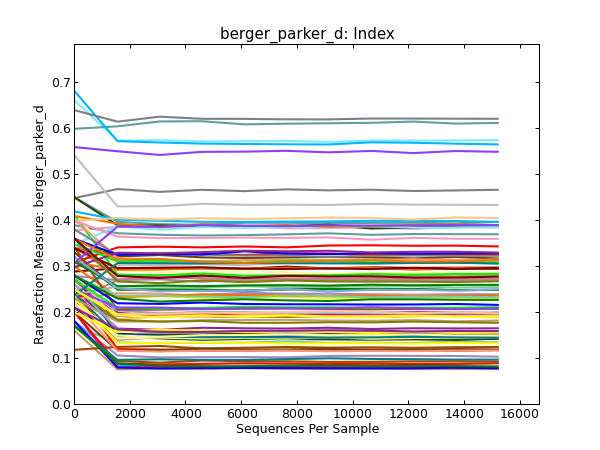 berger_parker_d: Index
Rarefaction Measure: berger_parker_d
0.7
0.6
0.5
0.4
0.3
0.2
0.1
0.0
0 2000 4000 6000 8000 10000 12000 14000 16000
Sequences Per Sample